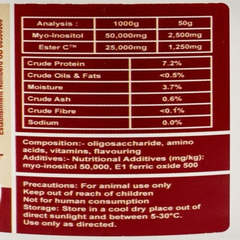 Analysis : 1000g 50g
Myo-Inositol 50,000mg 2,500mg
Ester C™ 25,000mg 1,250mg
Crude Protein 7.2%
Crude Oils & Fats <0.5%
Moisture 3.7%
Crude Ash 0.6%
Crude Fibre <0.1%
Sodium 0.0%
Composition:- oligosaccharide, amino
acids, vitamins, flavouring
Additives:- Nutritional Additives (mg/kg):
myo-inositol 50,000, E1 ferric oxide 500
Precautions: For animal use only
Keep out of reach of children
Not for human consumption
Storage: Store in a cool dry place out of
direct sunlight and between 5-30°C.
Use only as directed.